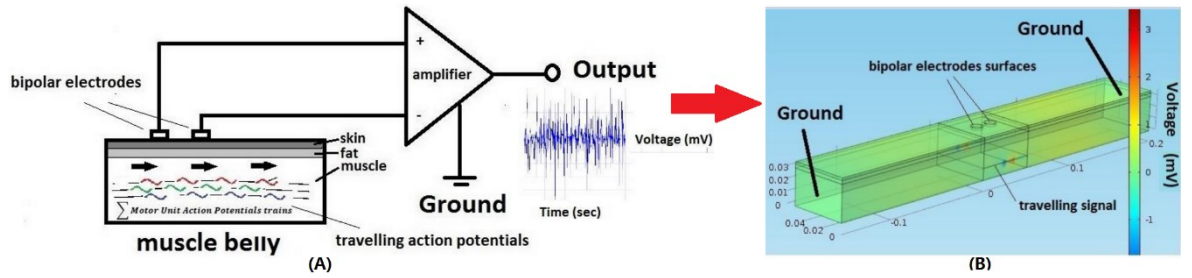 bipolar electrodes
+
amplifier
-
Output
skin
fat
muscle
Voltage (mV)
Ground
Time (sec)
∑ Motor Unit Action Potentials trains
muscle belly
travelling action potentials
(A)
Ground
bipolar electrodes surfaces
Ground
travelling signal
Voltage (mV)
3
2
1
0.2
0
-1
0.1
0
-0.1
0.03
0.02
0.01
0
0.04
0.02
0
(B)